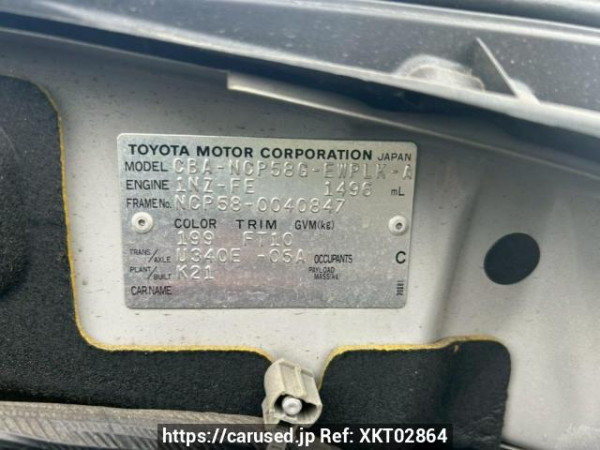 TOYOTA MOTOR CORPORATION JAPAN
MODEL CBA-NCP58G-EWPLK-A
ENGINE 1NZ-FE 1496 mL
FRAME No. NCP58-0040847
COLOR TRIM GVM(kg)
199 FT10
TRANS./AXLE U340E -05A OCCUPANTS C
PLANT/BUILT K21 PAYLOAD MASS(kg)
CAR NAME
https://carused.jp Ref: XKT02864